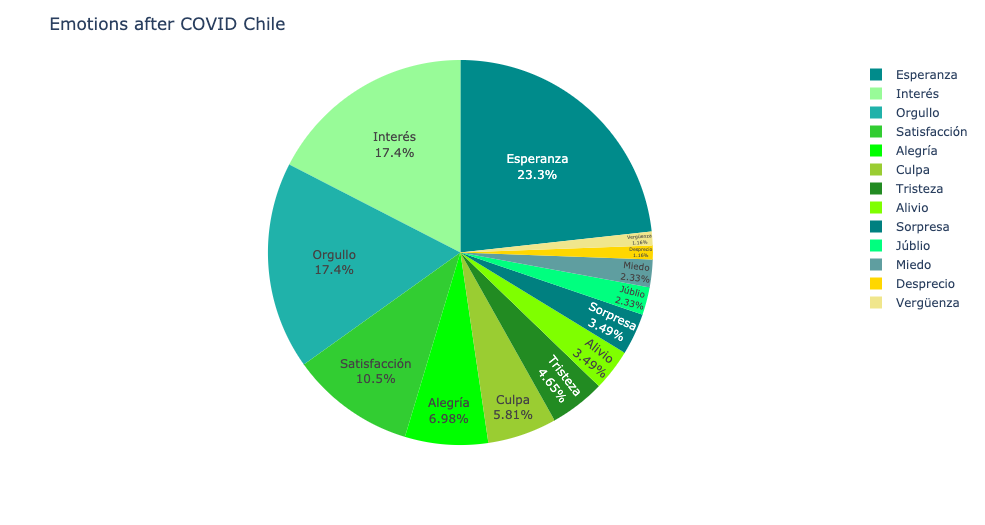 Emotions after COVID Chile
Interés
17.4%
Esperanza
23.3%
Orgullo
17.4%
Satisfacción
10.5%
Alegría
6.98%
Culpa
5.81%
Tristeza
4.65%
Alivio
3.49%
Sorpresa
3.49%
Júblio
2.33%
Miedo
2.33%
Desprecio
1.16%
Vergüenza
1.16%
Esperanza
Interés
Orgullo
Satisfacción
Alegría
Culpa
Tristeza
Alivio
Sorpresa
Júblio
Miedo
Desprecio
Vergüenza